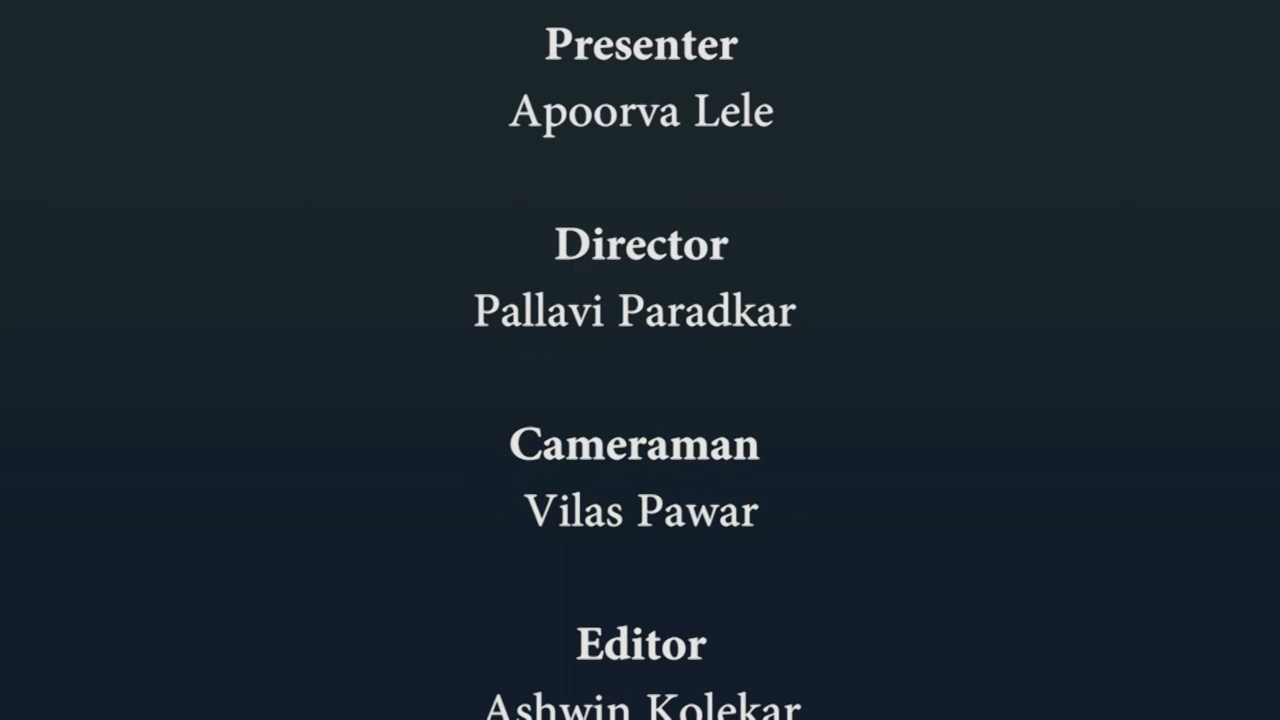 Presenter
Apoorva Lele
Director
Pallavi Paradkar
Cameraman
Vilas Pawar
Editor
Ashwin Kolekar